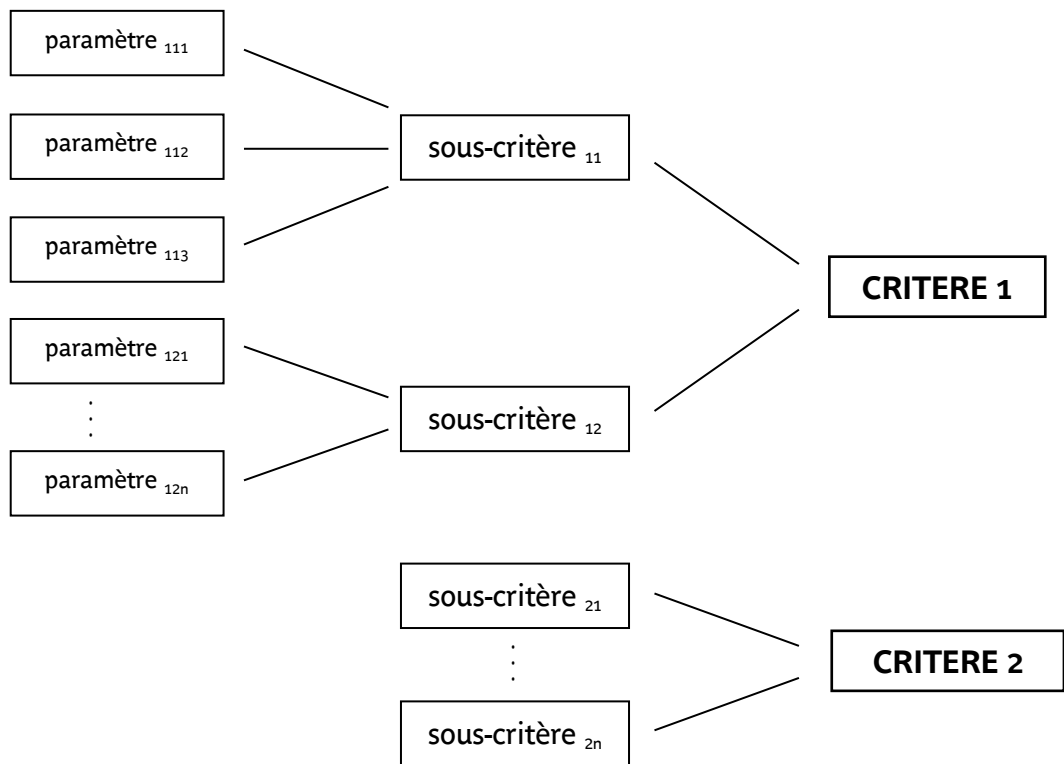 paramètre 111
paramètre 112
sous-critère 11
paramètre 113
CRITERE 1
paramètre 121
sous-critère 12
paramètre 12n
sous-critère 21
CRITERE 2
sous-critère 2n